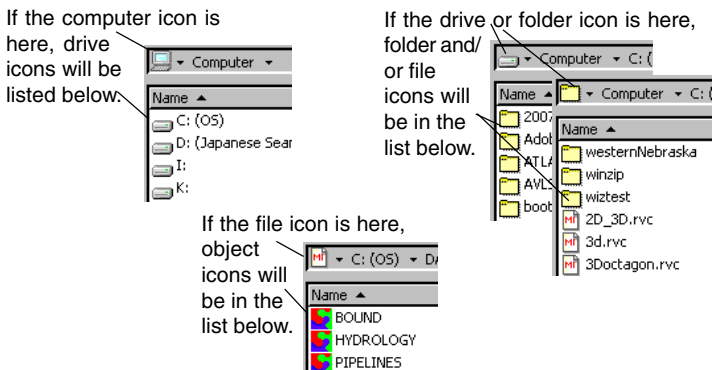 If the computer icon is
here, drive
icons will be
listed below.
Computer
Name
C: (OS)
D: (Japanese Sear
I:
K:
If the drive or folder icon is here,
folder and/
or file
icons will
be in the
list below.
Computer C: (
Name
2007
Adob
ATLA
AVLS
boot
Computer C: (
Name
westernNebraska
winzip
wiztest
2D_3D.rvc
3d.rvc
3Doctagon.rvc
If the file icon is here,
object
icons will
be in the
list below.
C: (OS) DA
Name
BOUND
HYDROLOGY
PIPELINES